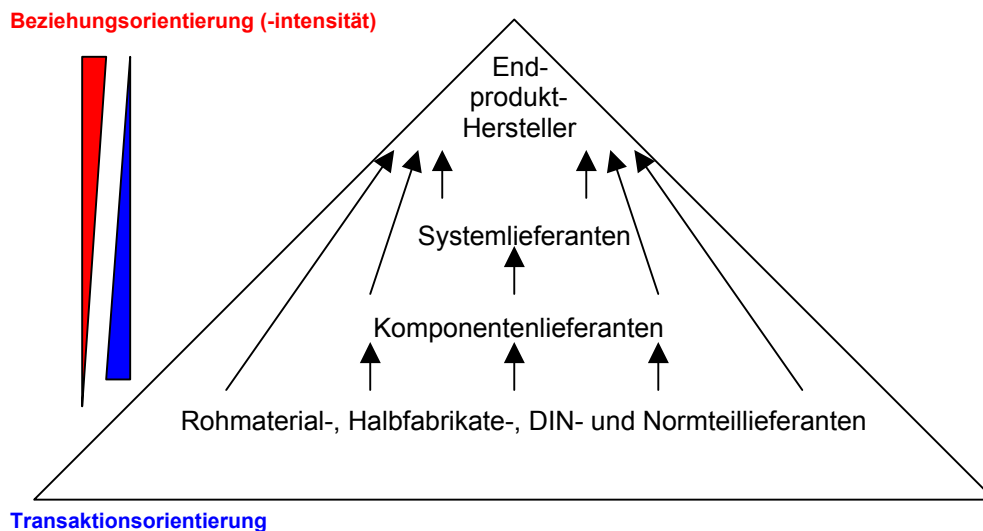 Beziehungsorientierung (-intensität)
End-
produkt-
Hersteller
Systemlieferanten
Komponentenlieferanten
Rohmaterial-, Halbfabrikate-, DIN- und Normteillieferanten
Transaktionsorientierung